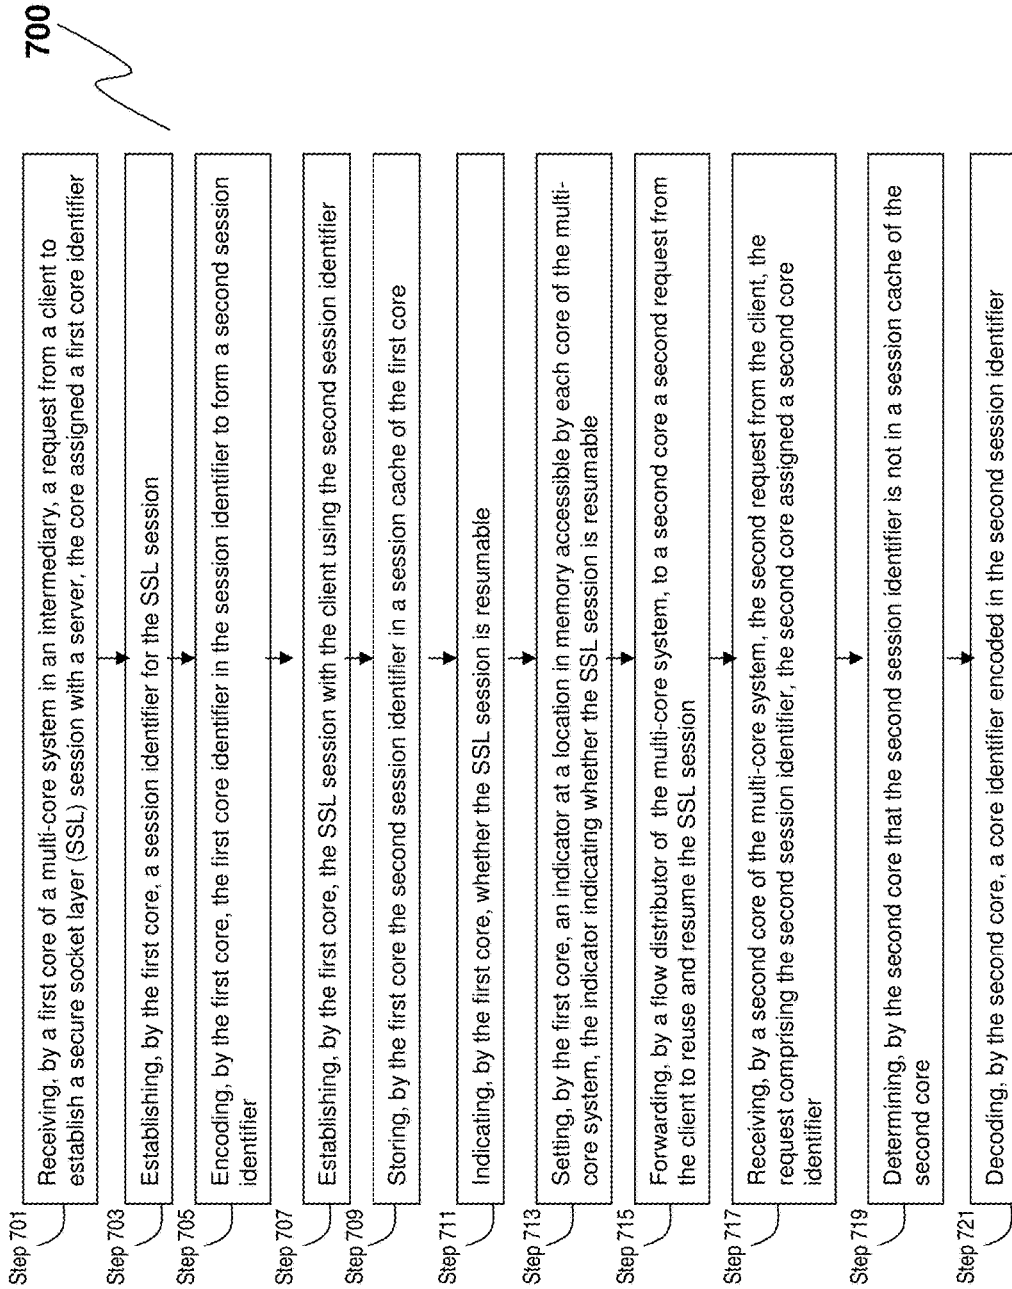 700
Step 701
Receiving, by a first core of a multi-core system in an intermediary, a request from a client to
establish a secure socket layer (SSL) session with a server, the core assigned a first core identifier
Step 703
Establishing, by the first core, a session identifier for the SSL session
Step 705
Encoding, by the first core, the first core identifier in the session identifier to form a second session
identifier
Step 707
Establishing, by the first core, the SSL session with the client using the second session identifier
Step 709
Storing, by the first core the second session identifier in a session cache of the first core
Step 711
Indicating, by the first core, whether the SSL session is resumable
Step 713
Setting, by the first core, an indicator at a location in memory accessible by each core of the multi-
core system, the indicator indicating whether the SSL session is resumable
Step 715
Forwarding, by a flow distributor of the multi-core system, to a second core a second request from
the client to reuse and resume the SSL session
Step 717
Receiving, by a second core of the multi-core system, the second request from the client, the
request comprising the second session identifier, the second core assigned a second core
identifier
Step 719
Determining, by the second core that the second session identifier is not in a session cache of the
second core
Step 721
Decoding, by the second core, a core identifier encoded in the second session identifier